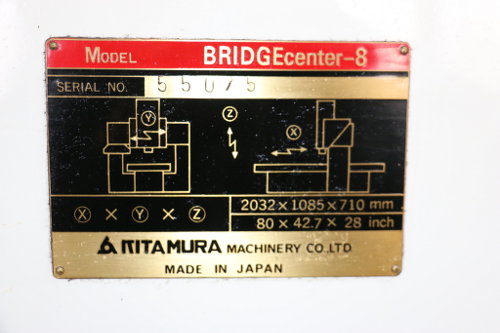 MODEL BRIDGEcenter-8
SERIAL NO. 55075
Y Z X
X × Y × Z
2032×1085×710 mm
80×42.7×28 inch
KITAMURA MACHINERY CO.LTD
MADE IN JAPAN